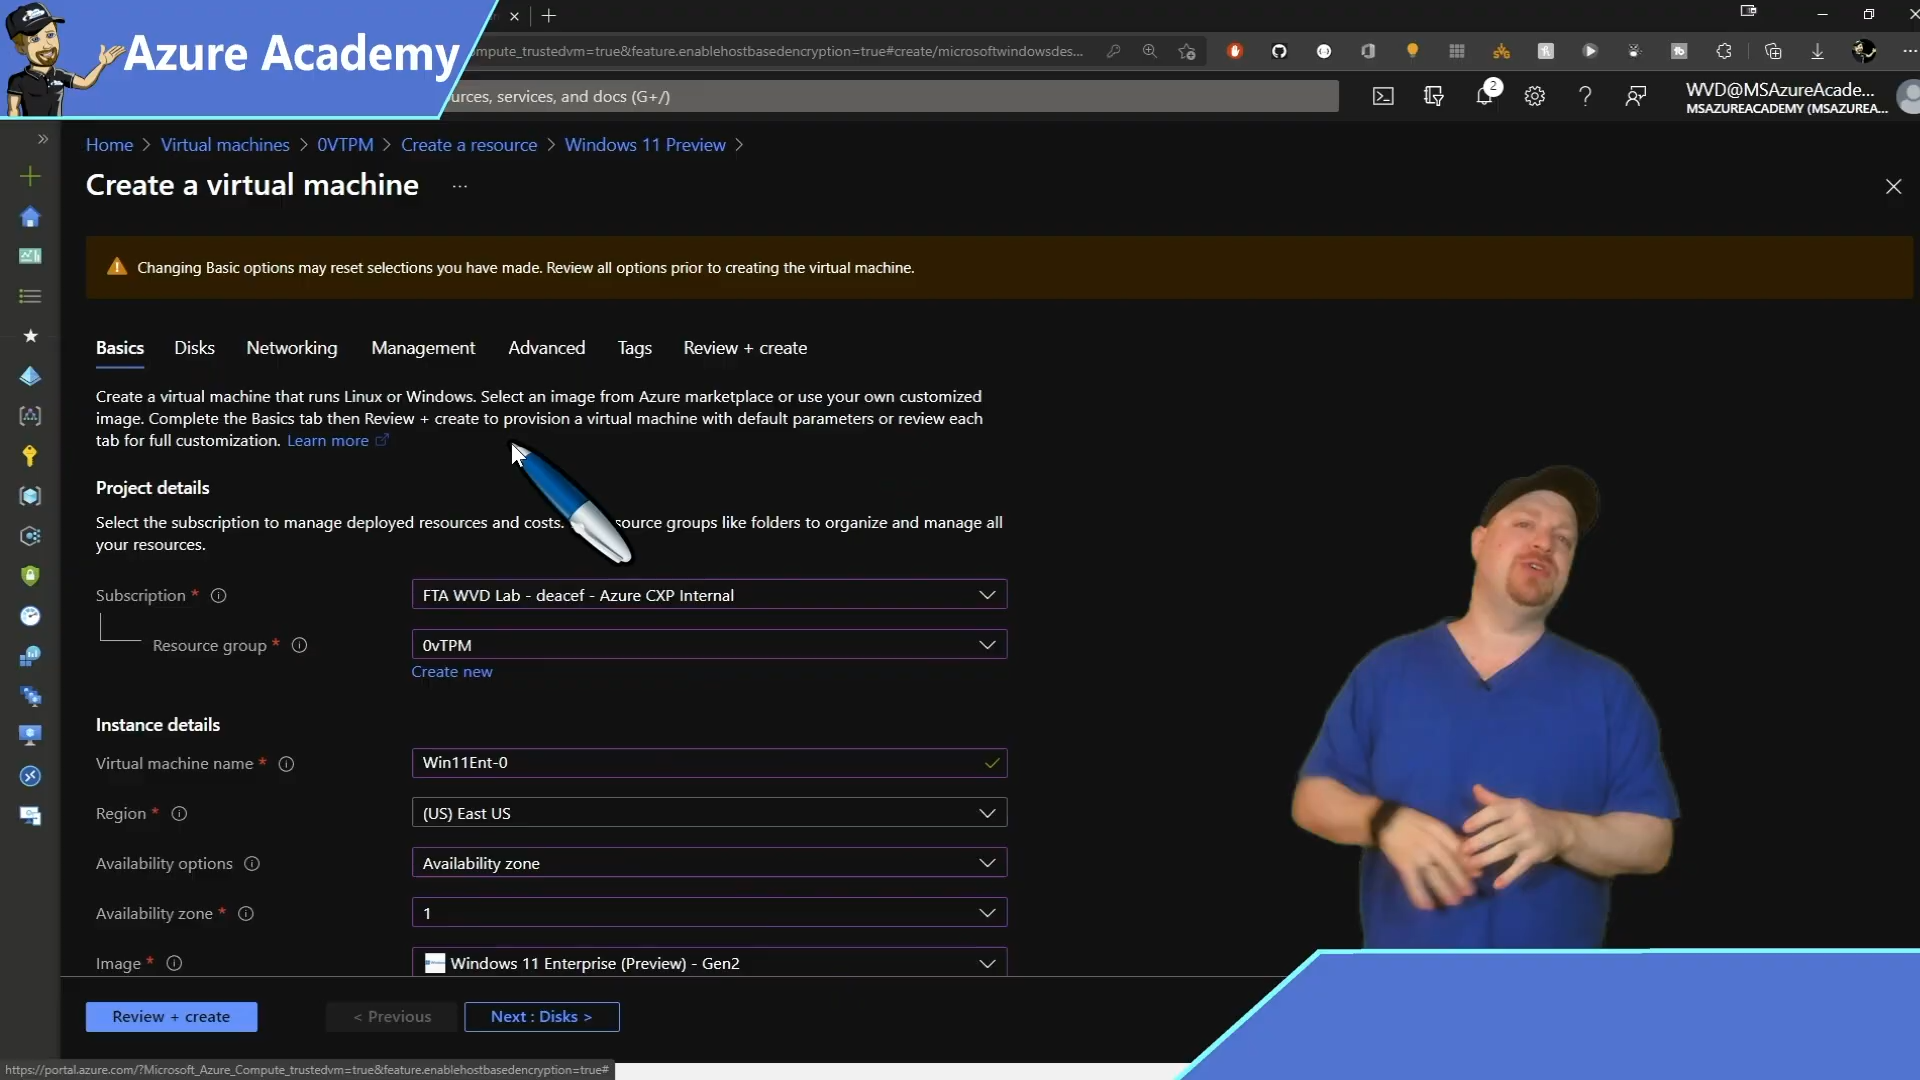 Azure Academy
mpute_trustedvm=true&feature.enablehostbasedencryption=true#create/microsoftwindowsdes...
urces, services, and docs (G+/)
2
WVD@MSAzureAcade...
MSAZUREACADEMY (MSAZUREA...
Home > Virtual machines > 0VTPM > Create a resource > Windows 11 Preview >
Create a virtual machine ...
Changing Basic options may reset selections you have made. Review all options prior to creating the virtual machine.
Basics Disks Networking Management Advanced Tags Review + create
Create a virtual machine that runs Linux or Windows. Select an image from Azure marketplace or use your own customized
image. Complete the Basics tab then Review + create to provision a virtual machine with default parameters or review each
tab for full customization. Learn more
Project details
Select the subscription to manage deployed resources and costs. source groups like folders to organize and manage all
your resources.
Subscription *
FTA WVD Lab - deacef - Azure CXP Internal
Resource group *
0vTPM
Create new
Instance details
Virtual machine name *
Win11Ent-0
Region *
(US) East US
Availability options
Availability zone
Availability zone *
1
Image *
Windows 11 Enterprise (Preview) - Gen2
Review + create
< Previous
Next : Disks >
https://portal.azure.com/?Microsoft_Azure_Compute_trustedvm=true&feature.enablehostbasedencryption=true#